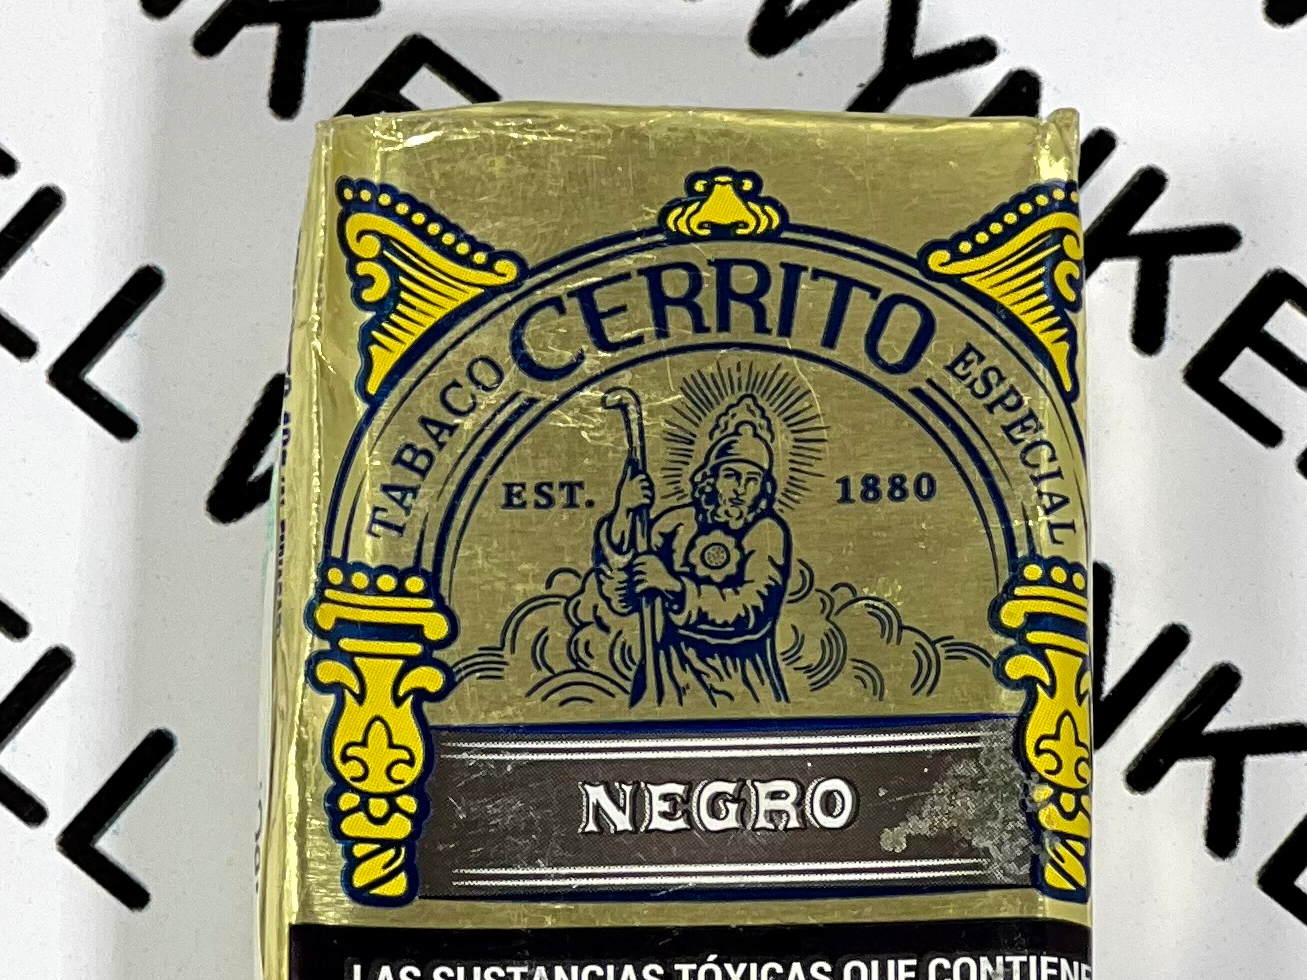 TABACO CERRITO ESPECIAL
EST. 1880
NEGRO
LAS SUSTANCIAS TÓXICAS QUE CONTIENE